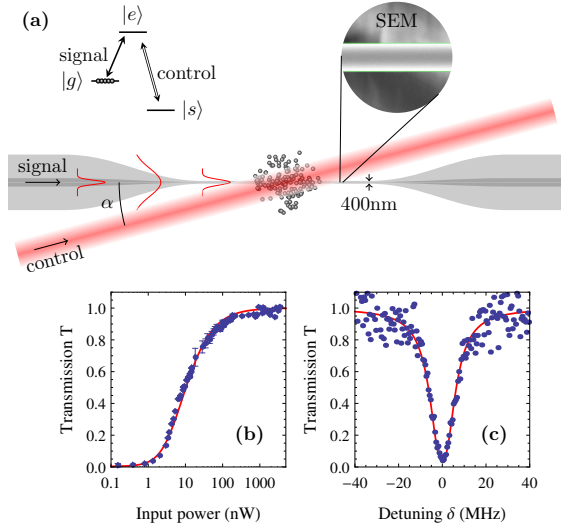 (a)
|e⟩
SEM
signal
control
|g⟩
|s⟩
signal
α
400nm
control
Transmission T
1.0
0.8
0.6
0.4
0.2
0.0
(b)
0.1 1 10 100 1000
Input power (nW)
Transmission T
1.0
0.8
0.6
0.4
0.2
0.0
(c)
−40 −20 0 20 40
Detuning δ (MHz)